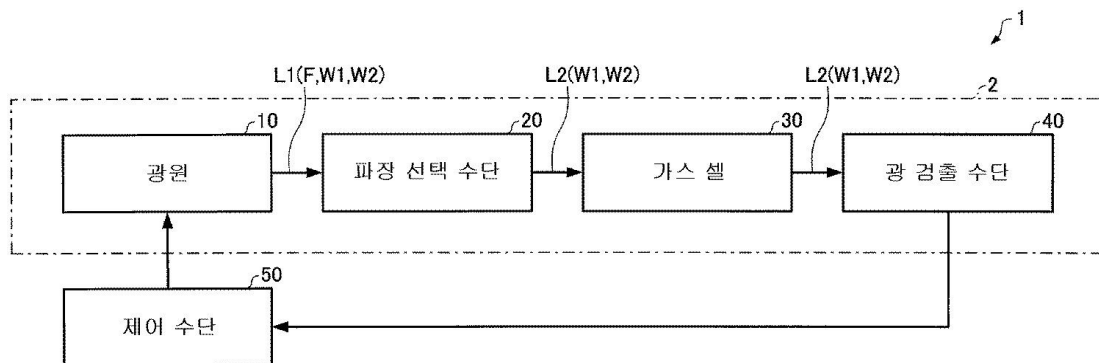 1
L1(F,W1,W2)
L2(W1,W2)
L2(W1,W2)
2
10
20
30
40
광원
파장 선택 수단
가스 셀
광 검출 수단
50
제어 수단